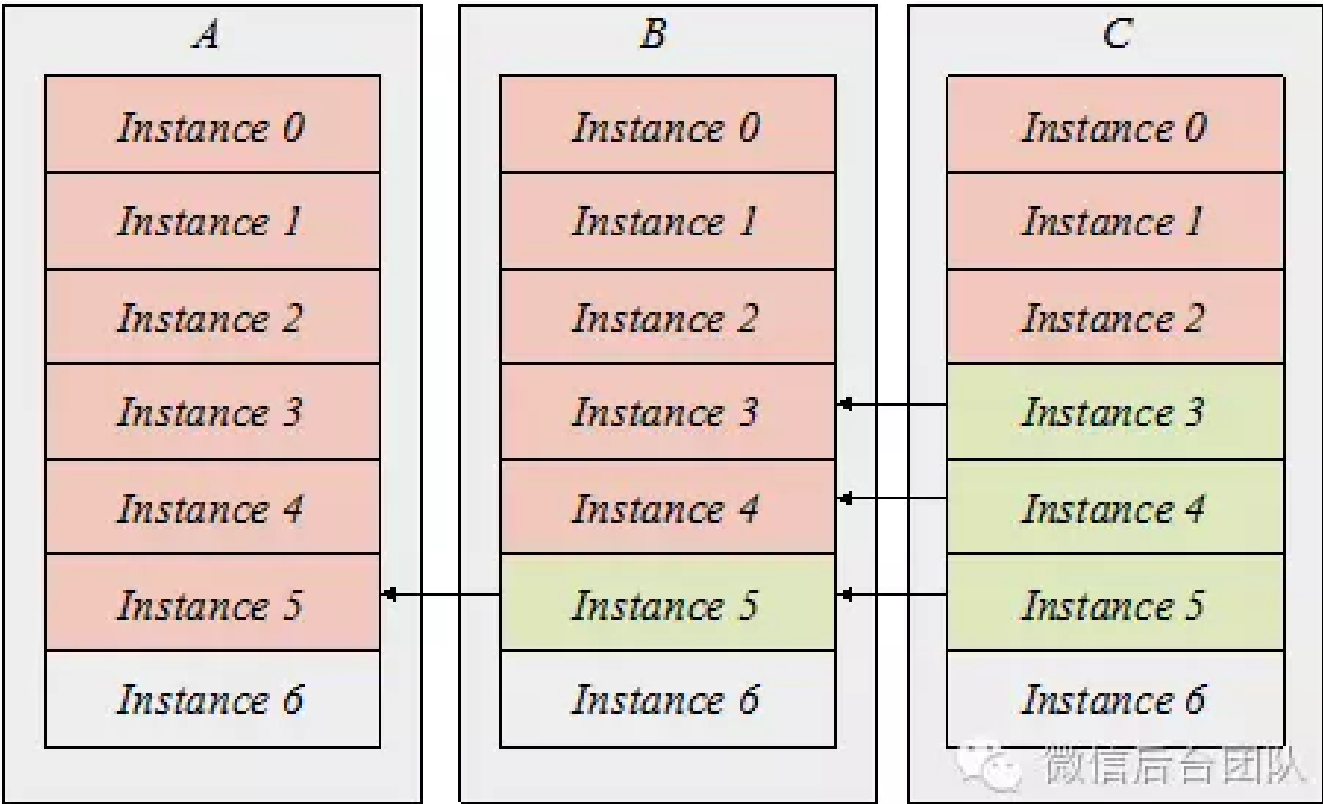 A
Instance 0
Instance 1
Instance 2
Instance 3
Instance 4
Instance 5
Instance 6
B
Instance 0
Instance 1
Instance 2
Instance 3
Instance 4
Instance 5
Instance 6
C
Instance 0
Instance 1
Instance 2
Instance 3
Instance 4
Instance 5
Instance 6
微信后台团队